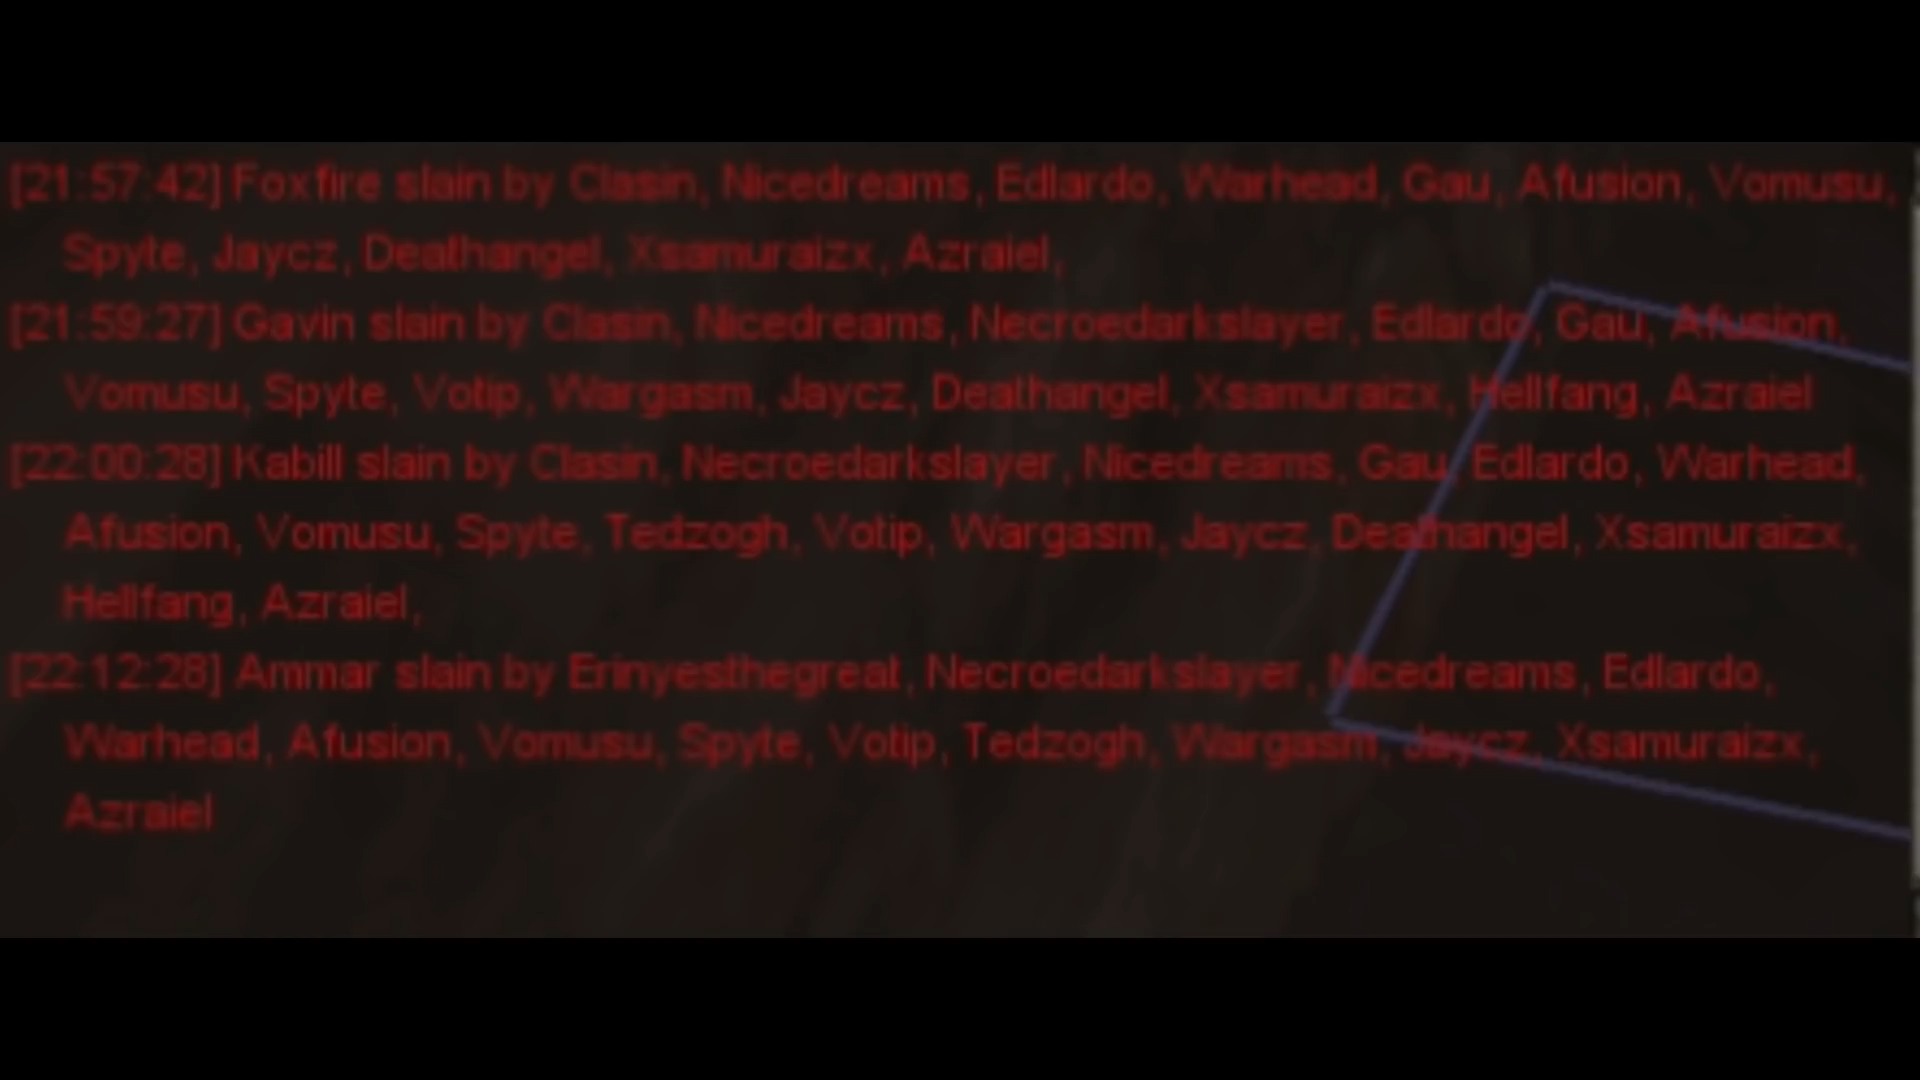 [21:57:42] Foxfire slain by Clasin, Nicedreams, Edlardo, Warhead, Gau, Afusion, Vomusu,
Spyte, Jaycz, Deathangel, Xsamuraizx, Azraiel,
[21:59:27] Gavin slain by Clasin, Nicedreams, Necroedarkslayer, Edlardo, Gau, Afusion,
Vomusu, Spyte, Votip, Wargasm, Jaycz, Deathangel, Xsamuraizx, Hellfang, Azraiel
[22:00:28] Kabill slain by Clasin, Necroedarkslayer, Nicedreams, Gau, Edlardo, Warhead,
Afusion, Vomusu, Spyte, Tedzogh, Votip, Wargasm, Jaycz, Deathangel, Xsamuraizx,
Hellfang, Azraiel,
[22:12:28] Ammar slain by Erinyesthegreat, Necroedarkslayer, Nicedreams, Edlardo,
Warhead, Afusion, Vomusu, Spyte, Votip, Tedzogh, Wargasm, Jaycz, Xsamuraizx,
Azraiel